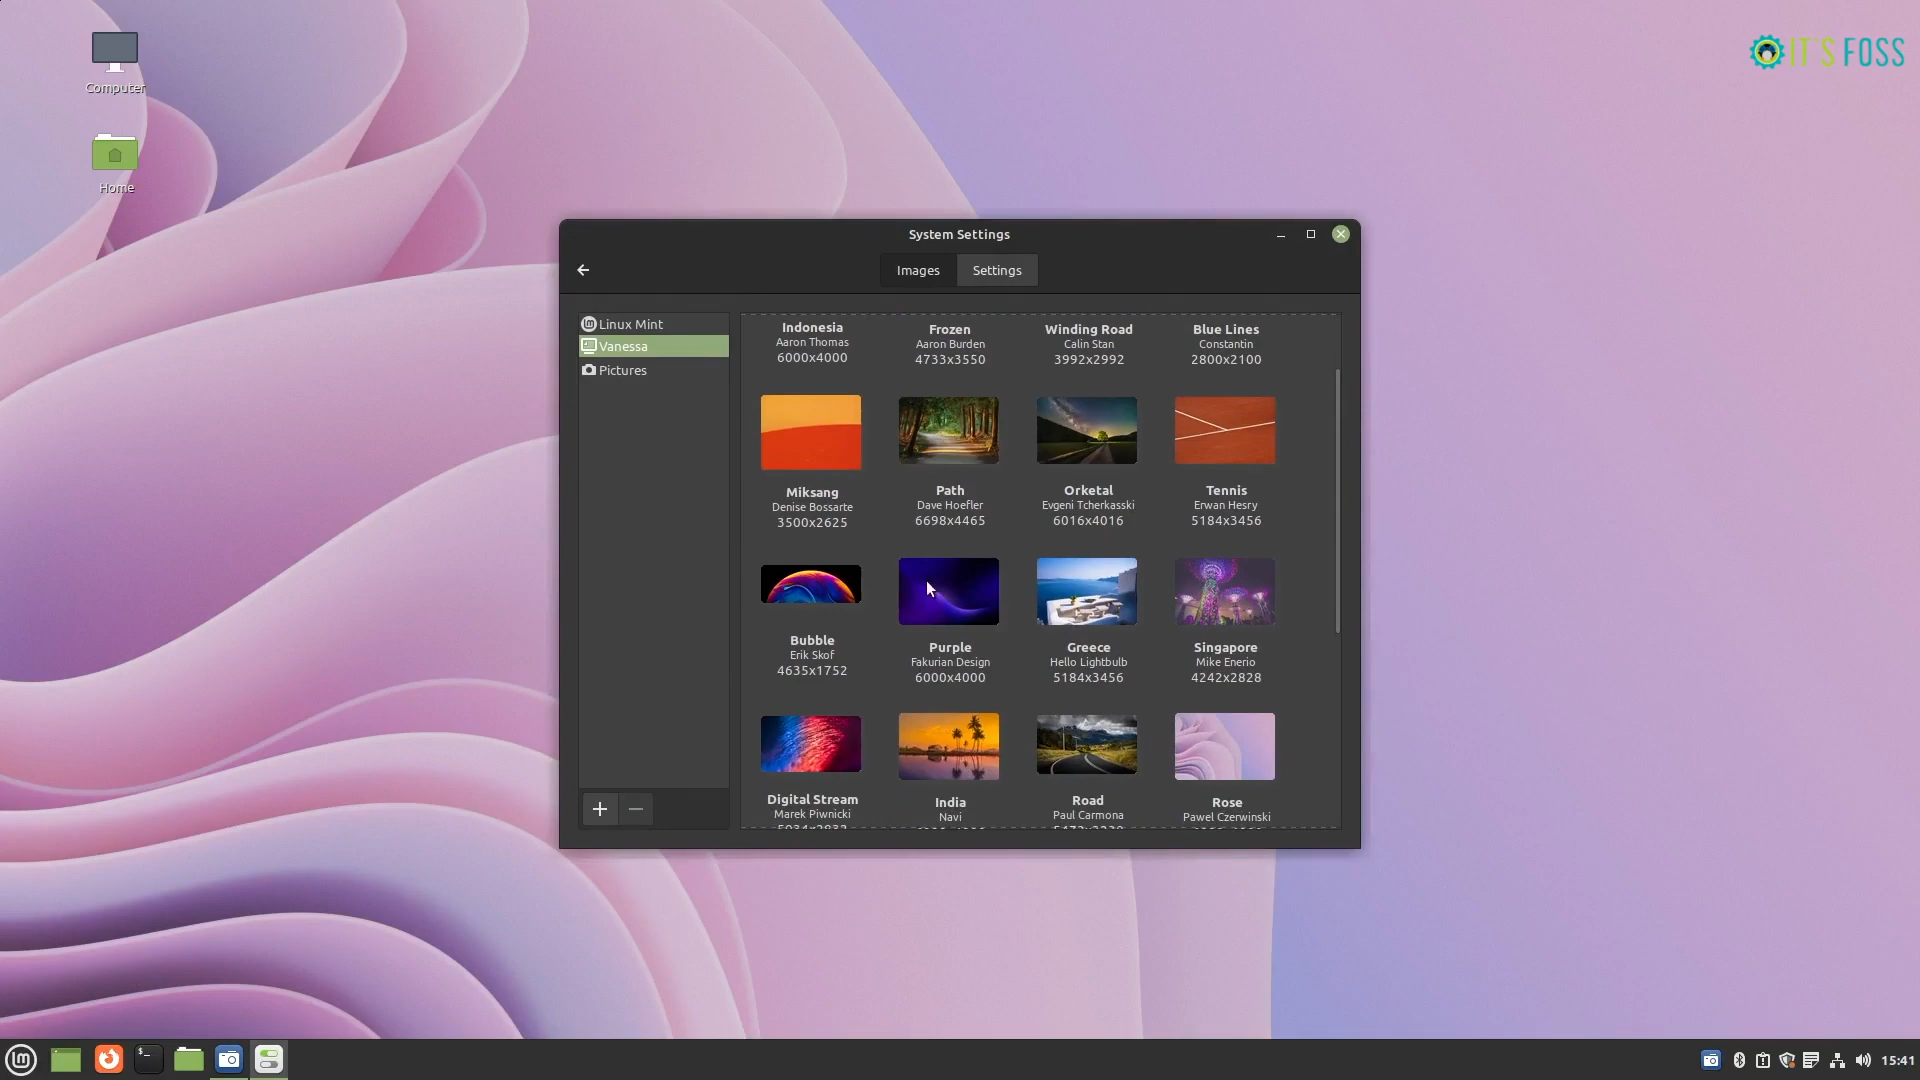 Computer
Home
IT'S FOSS
System Settings
Images
Settings
Linux Mint
Vanessa
Pictures
Indonesia
Aaron Thomas
6000x4000
Frozen
Aaron Burden
4733x3550
Winding Road
Calin Stan
3992x2992
Blue Lines
Constantin
2800x2100
Miksang
Denise Bossarte
3500x2625
Path
Dave Hoefler
6698x4465
Orketal
Evgeni Tcherkasski
6016x4016
Tennis
Erwan Hesry
5184x3456
Bubble
Erik Skof
4635x1752
Purple
Fakurian Design
6000x4000
Greece
Hello Lightbulb
5184x3456
Singapore
Mike Enerio
4242x2828
Digital Stream
Marek Piwnicki
India
Navi
Road
Paul Carmona
Rose
Pawel Czerwinski
lm
$_
15:41